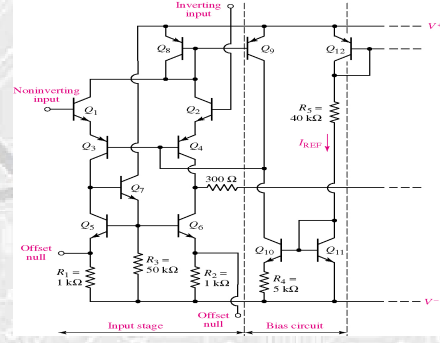 Inverting
input
V+
Q8
Q9
Q12
Noninverting
input
Q1
Q2
R5 =
40 kΩ
IREF
Q3
Q4
300 Ω
Q7
Q5
Q6
Q10
Q11
Offset
null
R1 =
1 kΩ
R3 =
50 kΩ
R2 =
1 kΩ
R4 =
5 kΩ
V−
Offset
null
Input stage
Bias circuit